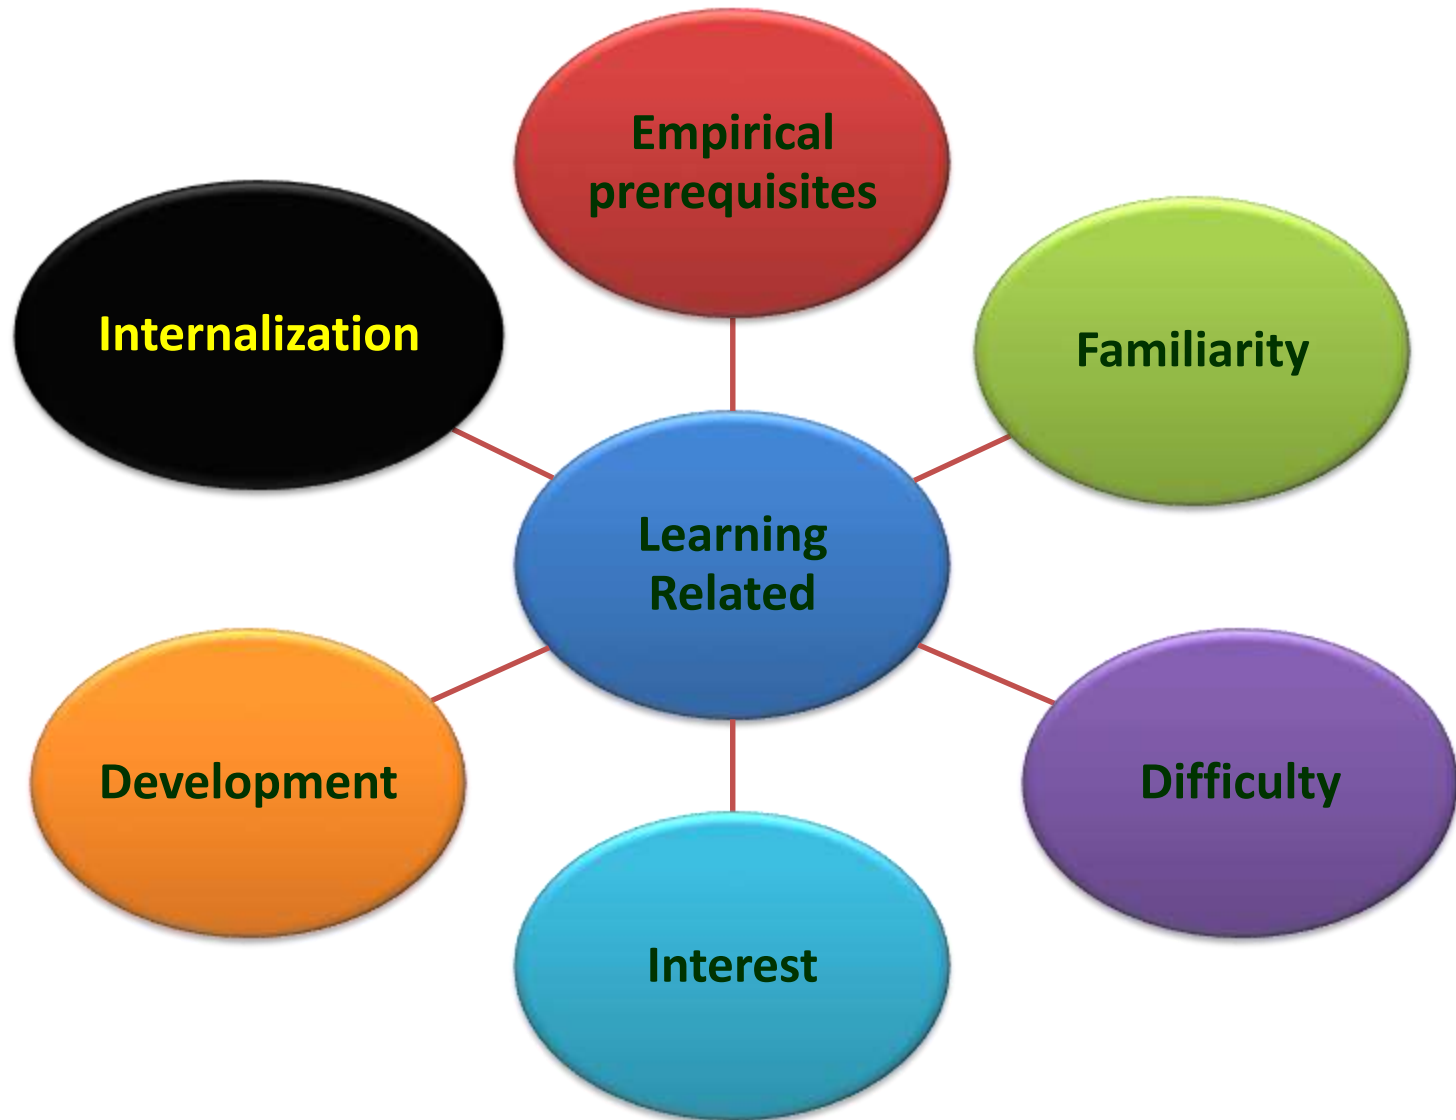 Empirical
prerequisites
Internalization
Familiarity
Learning
Related
Development
Difficulty
Interest